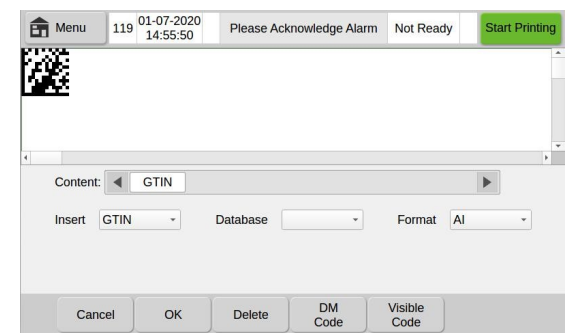 Menu 119 01-07-2020 14:55:50 Please Acknowledge Alarm Not Ready Start Printing
Content: GTIN
Insert GTIN Database Format AI
Cancel OK Delete DM Code Visible Code